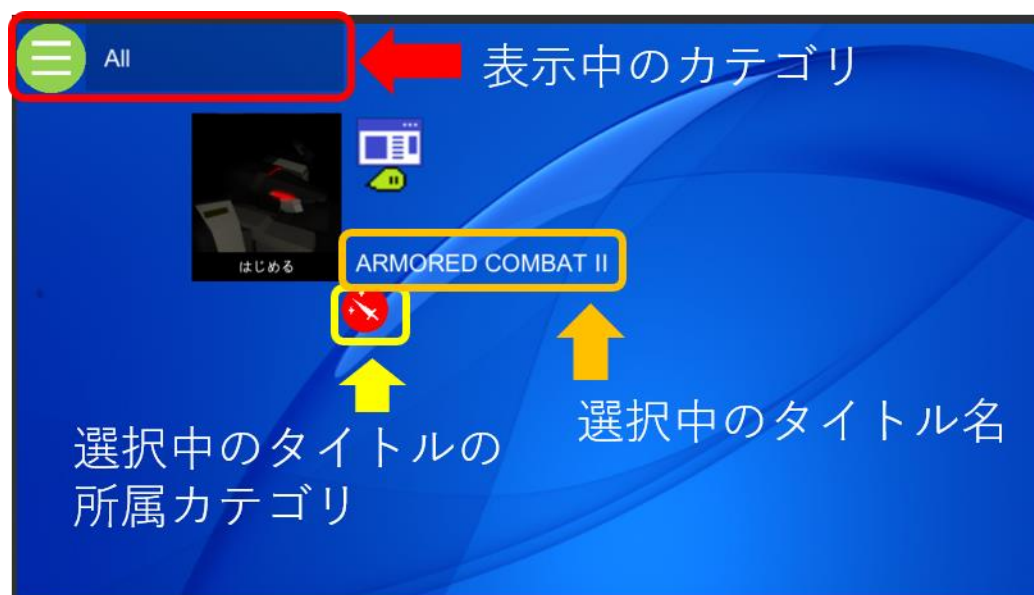 All
表示中のカテゴリ
はじめる
ARMORED COMBAT II
選択中のタイトル名
選択中のタイトルの
所属カテゴリ